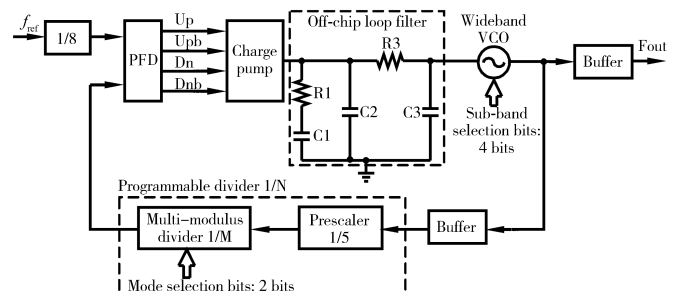 fref
1/8
PFD
Up
Upb
Dn
Dnb
Charge
pump
Off-chip loop filter
R1
C1
C2
R3
C3
Wideband
VCO
Sub-band
selection bits:
4 bits
Buffer
Fout
Programmable divider 1/N
Multi-modulus
divider 1/M
Prescaler
1/5
Buffer
Mode selection bits: 2 bits